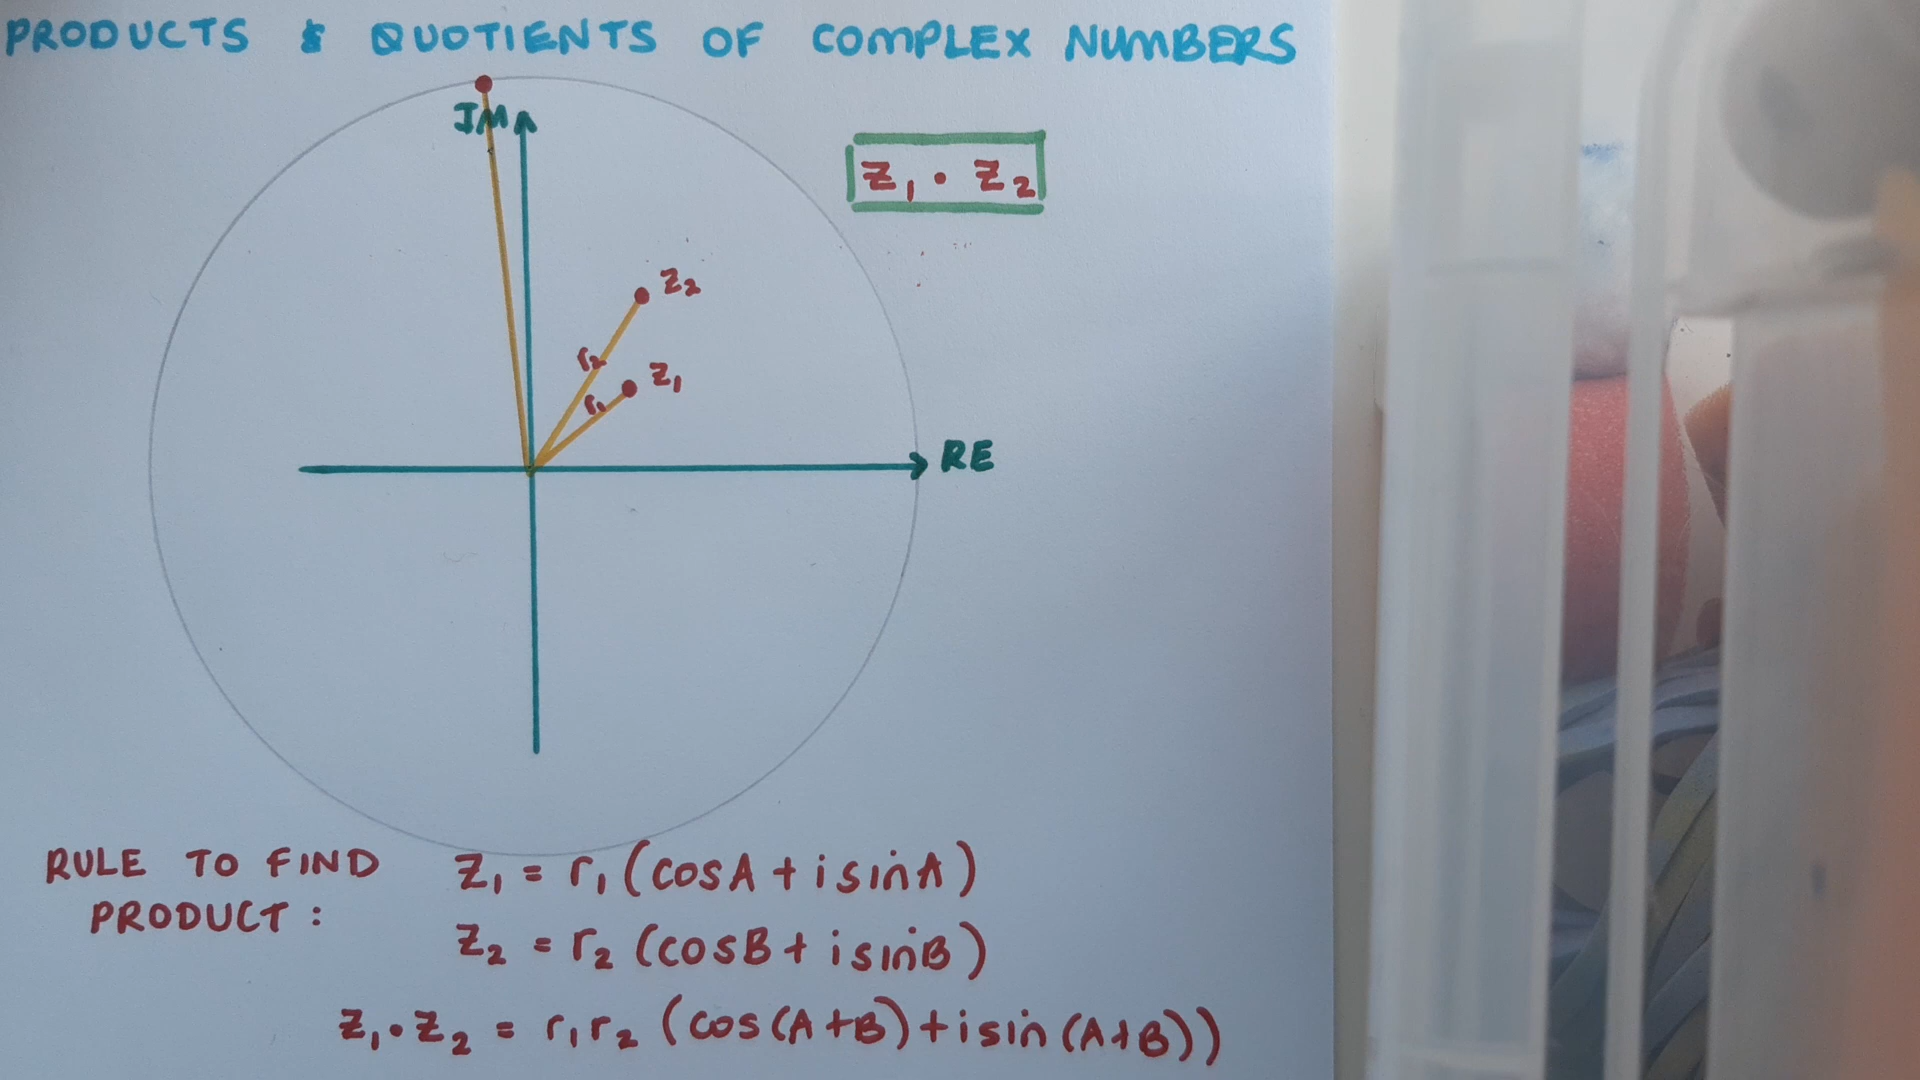 PRODUCTS & QUOTIENTS OF COMPLEX NUMBERS
IM
Z₁ · Z₂
Z₂
r₂
Z₁
r₁
RE
RULE TO FIND
PRODUCT:
Z₁ = r₁ (cosA + i sinA)
Z₂ = r₂ (cosB + i sinB)
Z₁ · Z₂ = r₁r₂ (cos(A+B) + i sin(A+B))